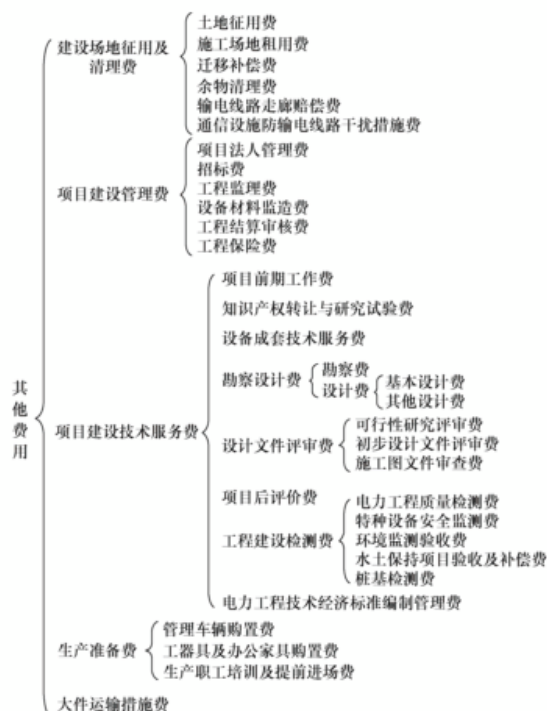 其他费用
建设场地征用及
清理费
土地征用费
施工场地租用费
迁移补偿费
余物清理费
输电线路走廊赔偿费
通信设施防输电线路干扰措施费
项目建设管理费
项目法人管理费
招标费
工程监理费
设备材料监造费
工程结算审核费
工程保险费
项目建设技术服务费
项目前期工作费
知识产权转让与研究试验费
设备成套技术服务费
勘察设计费
勘察费
设计费
基本设计费
其他设计费
设计文件评审费
可行性研究评审费
初步设计文件评审费
施工图文件审查费
项目后评价费
工程建设检测费
电力工程质量检测费
特种设备安全监测费
环境监测验收费
水土保持项目验收及补偿费
桩基检测费
电力工程技术经济标准编制管理费
生产准备费
管理车辆购置费
工器具及办公家具购置费
生产职工培训及提前进场费
大件运输措施费